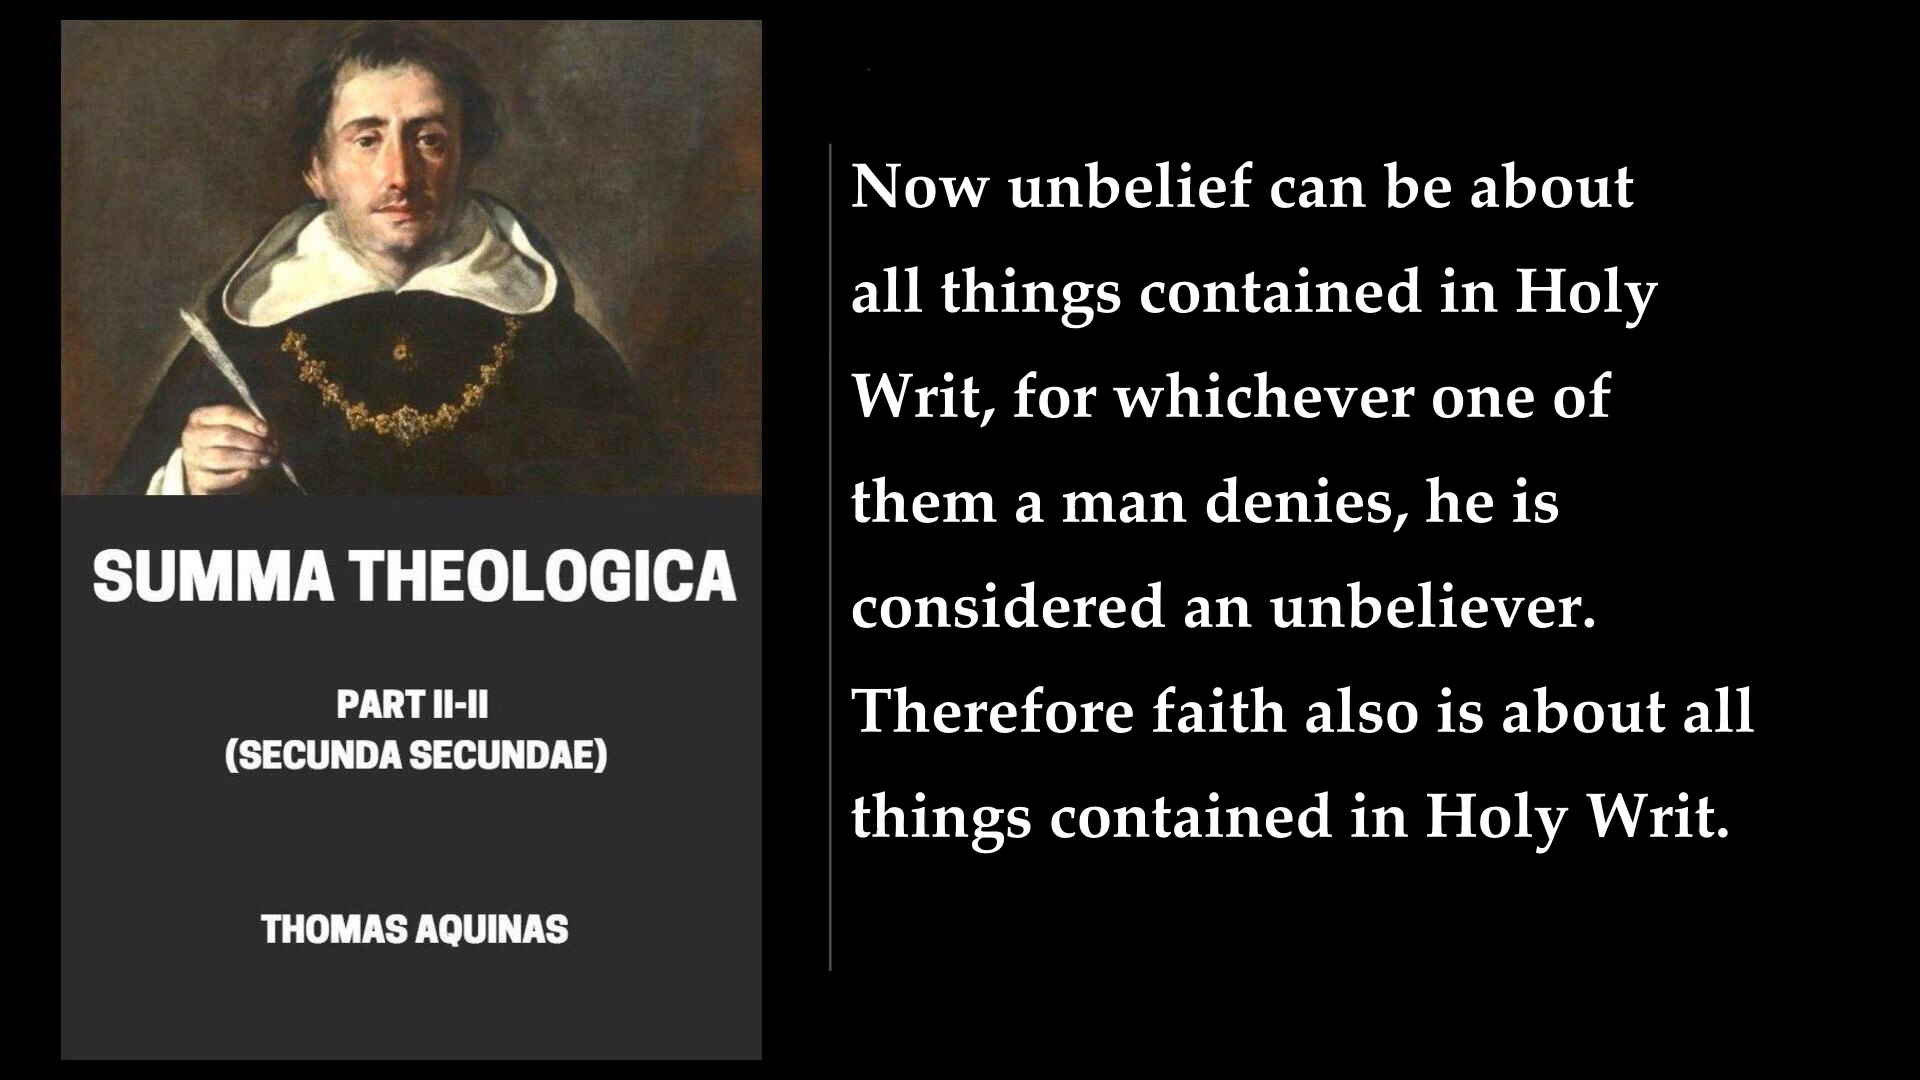 SUMMA THEOLOGICA
PART II-II
(SECUNDA SECUNDAE)
THOMAS AQUINAS
Now unbelief can be about
all things contained in Holy
Writ, for whichever one of
them a man denies, he is
considered an unbeliever.
Therefore faith also is about all
things contained in Holy Writ.